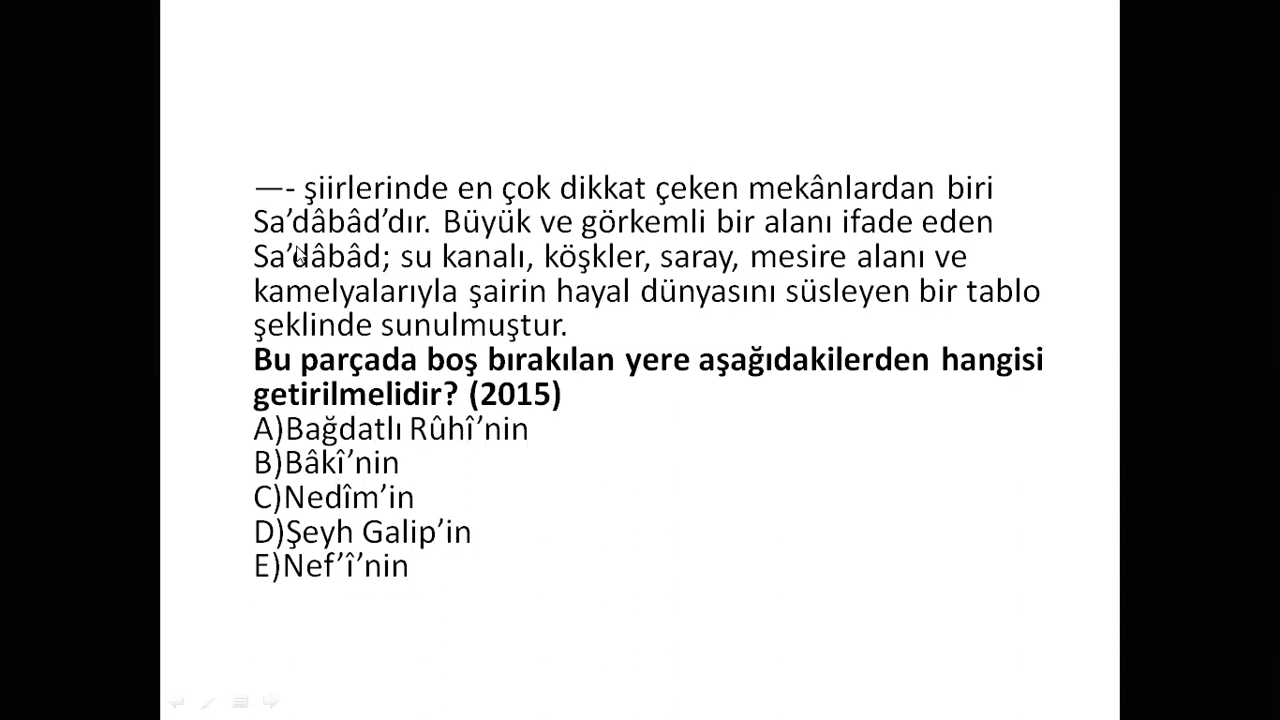 —- şiirlerinde en çok dikkat çeken mekânlardan biri
Sa’dâbâd’dır. Büyük ve görkemli bir alanı ifade eden
Sa’dâbâd; su kanalı, köşkler, saray, mesire alanı ve
kamelyalarıyla şairin hayal dünyasını süsleyen bir tablo
şeklinde sunulmuştur.
Bu parçada boş bırakılan yere aşağıdakilerden hangisi
getirilmelidir? (2015)
A)Bağdatlı Rûhî’nin
B)Bâkî’nin
C)Nedîm’in
D)Şeyh Galip’in
E)Nef’î’nin